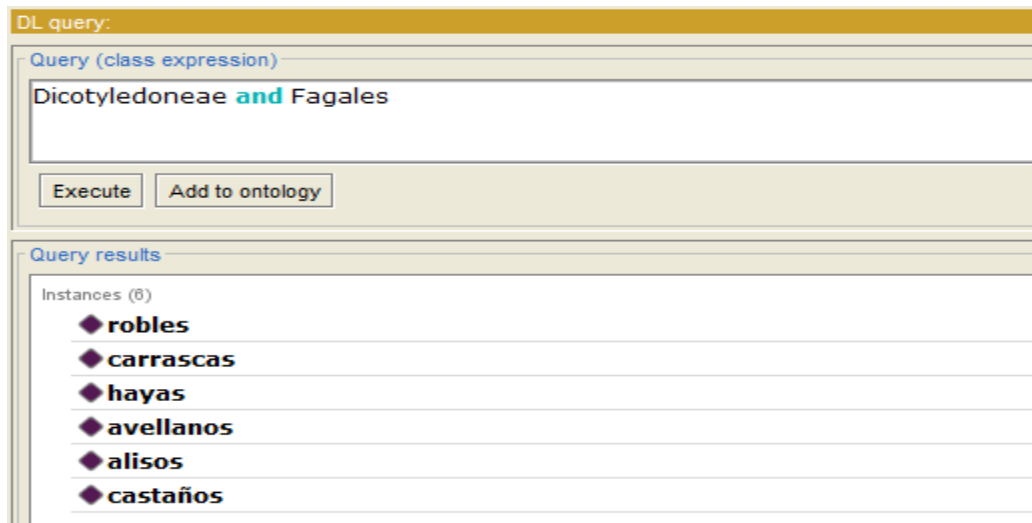 DL query:
Query (class expression)
Dicotyledoneae and Fagales
Execute Add to ontology
Query results
Instances (6)
robles
carrascas
hayas
avellanos
alisos
castaños